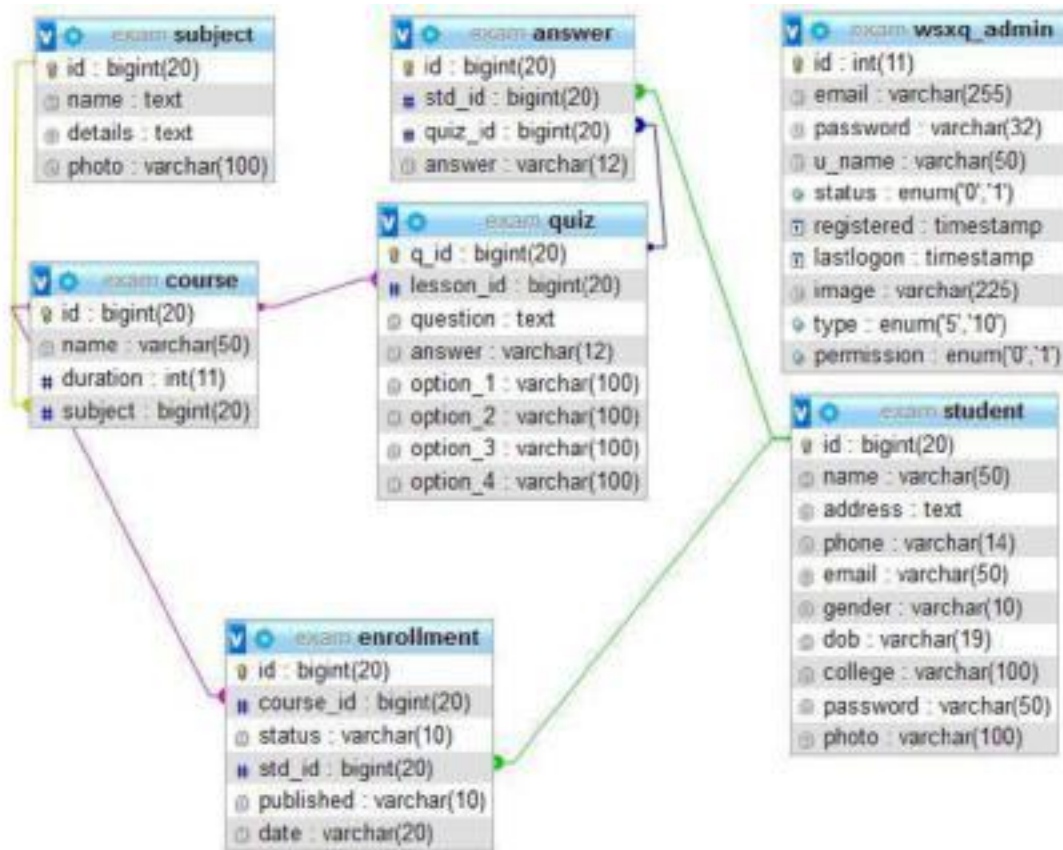 exam subject
id : bigint(20)
name : text
details : text
photo : varchar(100)
exam answer
id : bigint(20)
std_id : bigint(20)
quiz_id : bigint(20)
answer : varchar(12)
exam wsxq_admin
id : int(11)
email : varchar(255)
password : varchar(32)
u_name : varchar(50)
status : enum('0','1')
registered : timestamp
lastlogon : timestamp
image : varchar(225)
type : enum('5','10')
permission : enum('0','1')
exam course
id : bigint(20)
name : varchar(50)
duration : int(11)
subject : bigint(20)
exam quiz
q_id : bigint(20)
lesson_id : bigint(20)
question : text
answer : varchar(12)
option_1 : varchar(100)
option_2 : varchar(100)
option_3 : varchar(100)
option_4 : varchar(100)
exam student
id : bigint(20)
name : varchar(50)
address : text
phone : varchar(14)
email : varchar(50)
gender : varchar(10)
dob : varchar(19)
college : varchar(100)
password : varchar(50)
photo : varchar(100)
exam enrollment
id : bigint(20)
course_id : bigint(20)
status : varchar(10)
std_id : bigint(20)
published : varchar(10)
date : varchar(20)